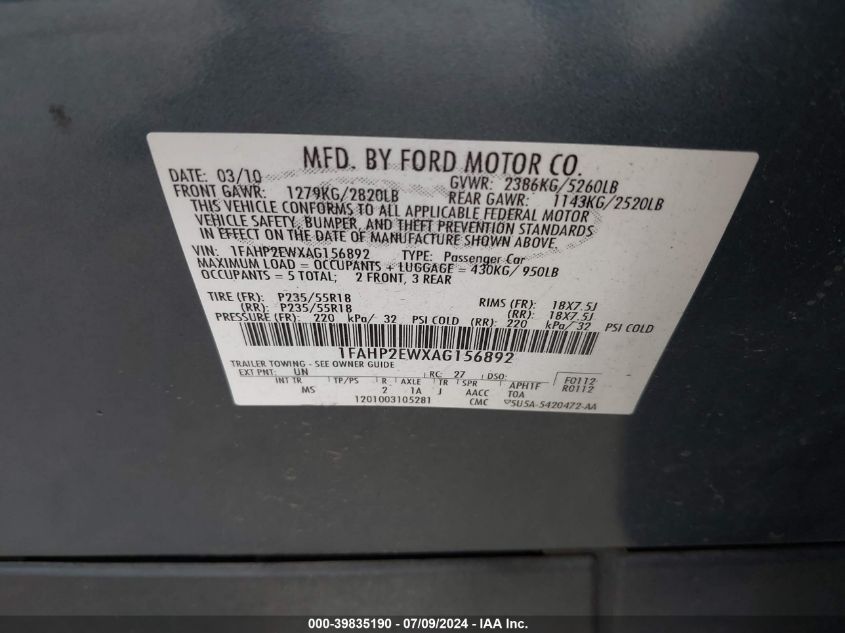 MFD. BY FORD MOTOR CO.
DATE: 03/10 GVWR: 2386KG/5260LB
FRONT GAWR: 1279KG/2820LB REAR GAWR: 1143KG/2520LB
THIS VEHICLE CONFORMS TO ALL APPLICABLE FEDERAL MOTOR
VEHICLE SAFETY, BUMPER, AND THEFT PREVENTION STANDARDS
IN EFFECT ON THE DATE OF MANUFACTURE SHOWN ABOVE.
VIN: 1FAHP2EWXAG156892 TYPE: Passenger Car
MAXIMUM LOAD = OCCUPANTS + LUGGAGE = 430KG/ 950LB
OCCUPANTS = 5 TOTAL; 2 FRONT, 3 REAR
TIRE (FR): P235/55R18 RIMS (FR): 18X7.5J
(RR): P235/55R18 (RR): 18X7.5J
PRESSURE (FR): 220 kPa/ 32 PSI COLD (RR): 220 kPa/ 32 PSI COLD
1FAHP2EWXAG156892
TRAILER TOWING - SEE OWNER GUIDE
EXT PNT: UN RC: 27 DSO: F0112
INT TR TP/PS R AXLE TR SPR APH1F R0112
MS 2 1A J AACC TOA
1201003105281 CMC 5U5A-5420472-AA
000-39835190 - 07/09/2024 - IAA Inc.